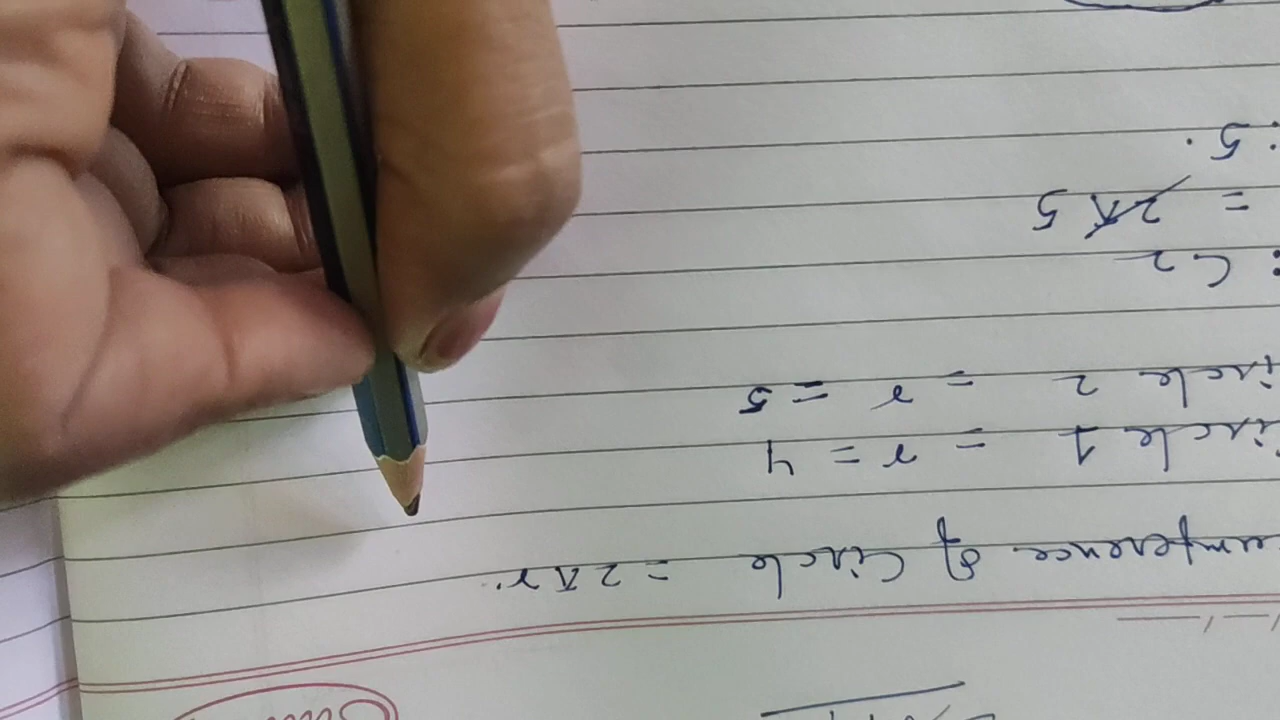 umference of Circle = 2πr.
ircle 1 = r = 4
ircle 2 = r = 5
: C2
= 2π5
: 5.